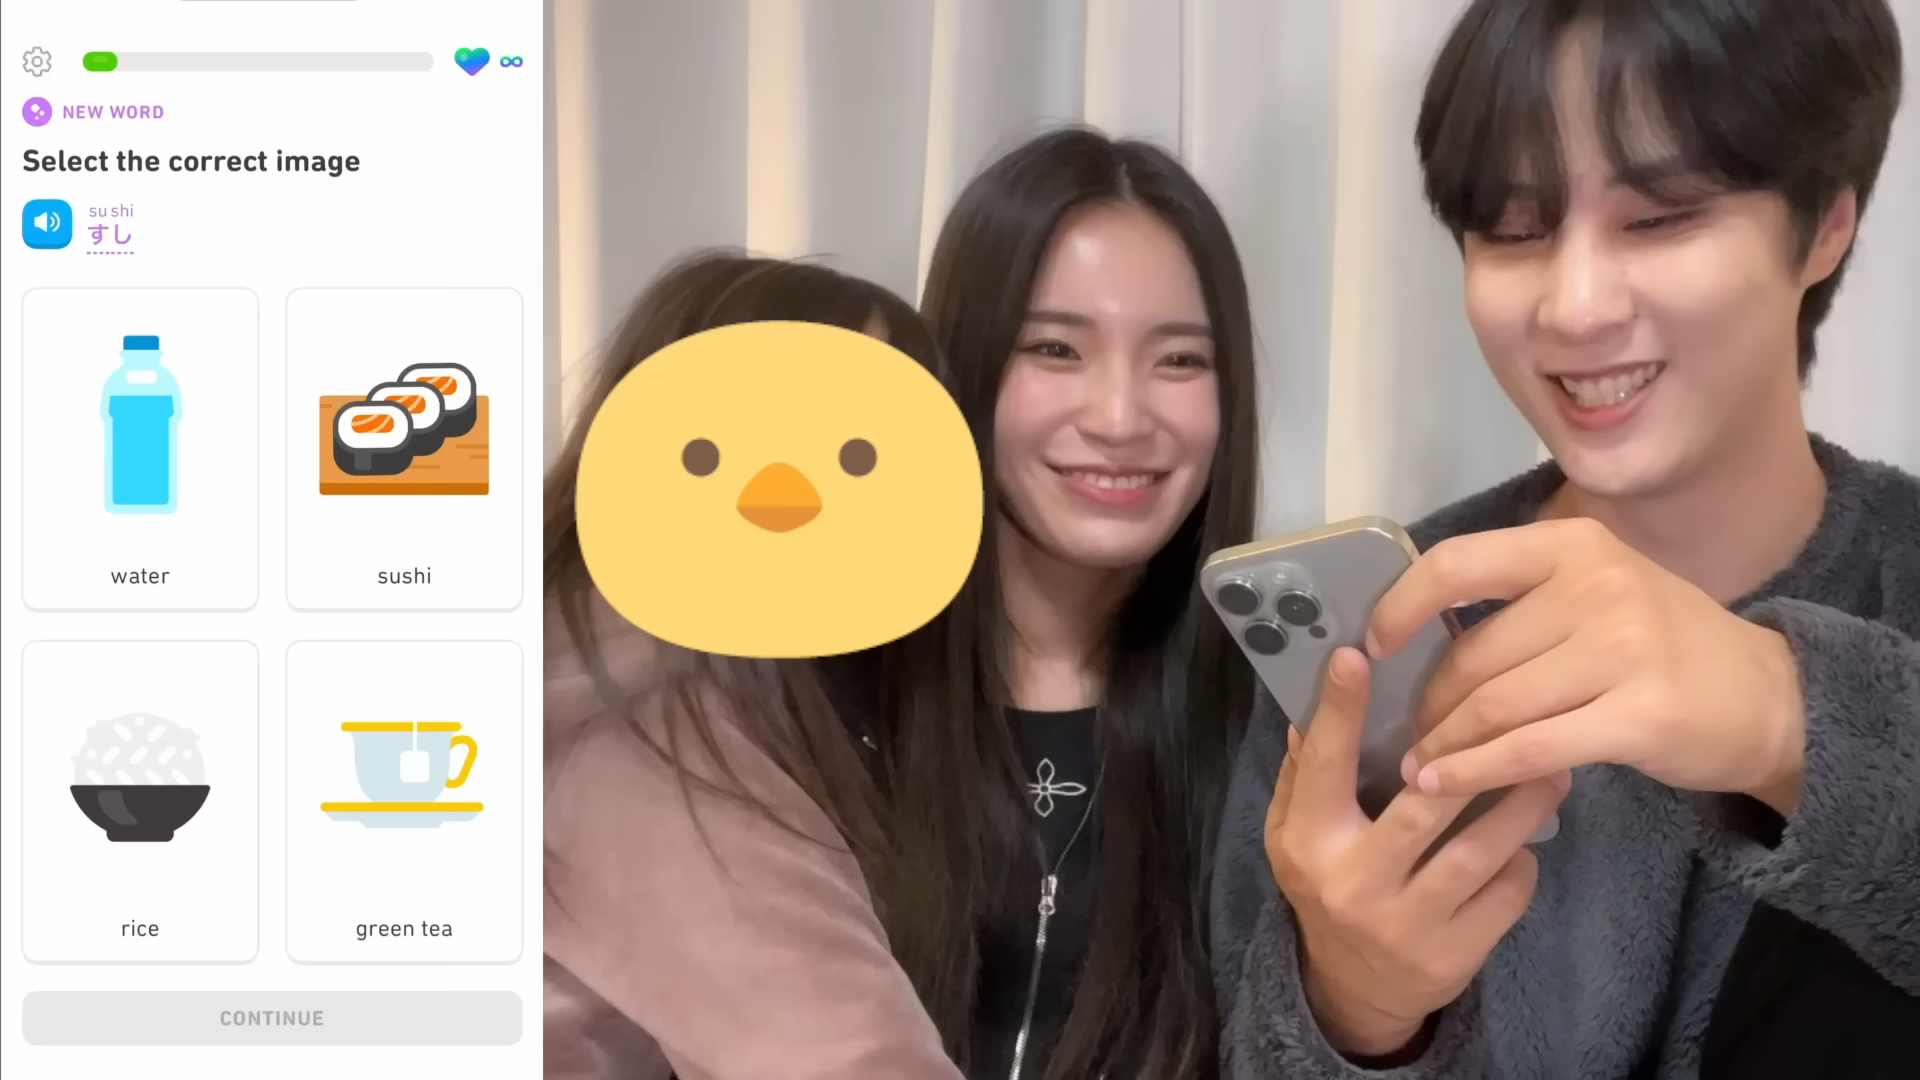 NEW WORD
Select the correct image
su shi
すし
water
sushi
rice
green tea
CONTINUE